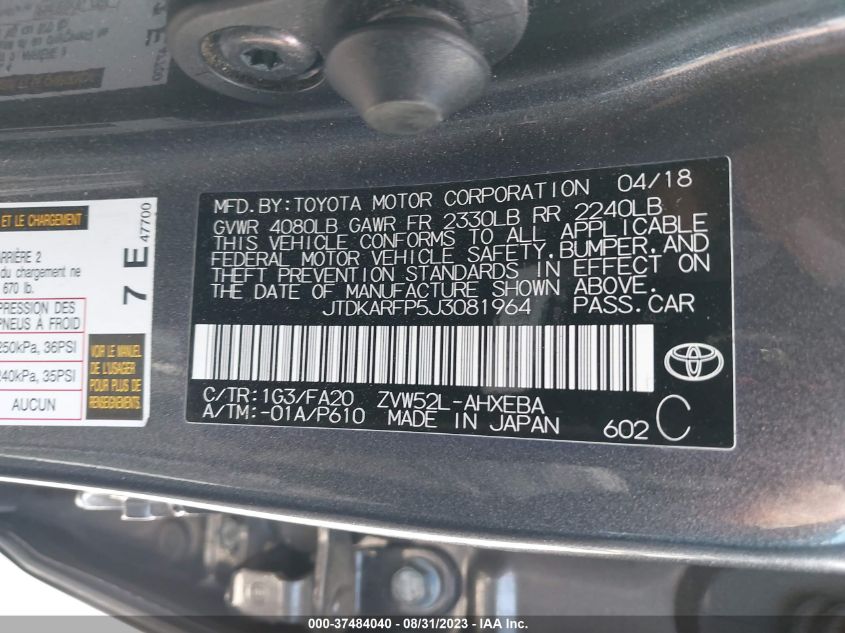 MFD.BY:TOYOTA MOTOR CORPORATION 04/18
GVWR 4080LB GAWR FR 2330LB RR 2240LB
THIS VEHICLE CONFORMS TO ALL APPLICABLE
FEDERAL MOTOR VEHICLE SAFETY,BUMPER,AND
THEFT PREVENTION STANDARDS IN EFFECT ON
THE DATE OF MANUFACTURE SHOWN ABOVE.
JTDKARFP5J3081964 PASS.CAR
C/TR:1G3/FA20 ZVW52L-AHXEBA
A/TM:-01A/P610 MADE IN JAPAN
602 C
ET LE CHARGEMENT
ARRIÈRE 2
du chargement ne
670 lb.
PRESSION DES
PNEUS À FROID
250kPa, 36PSI
240kPa, 35PSI
AUCUN
VOIR LE MANUEL
DE L'USAGER
POUR PLUS DE
RENSEIGNEMENTS
7 E
47700
000-37484040 - 08/31/2023 - IAA Inc.